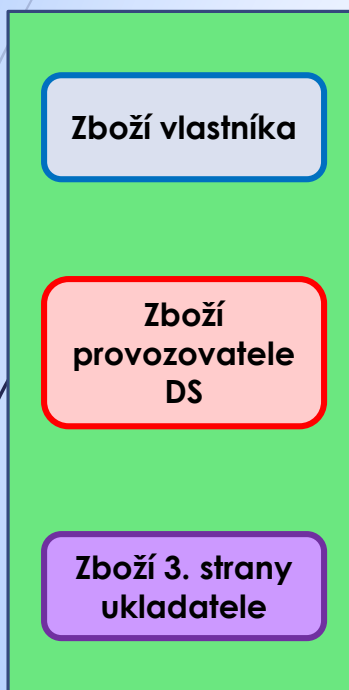 Zboží vlastníka
Zboží
provozovatele
DS
Zboží 3. strany
ukladatele